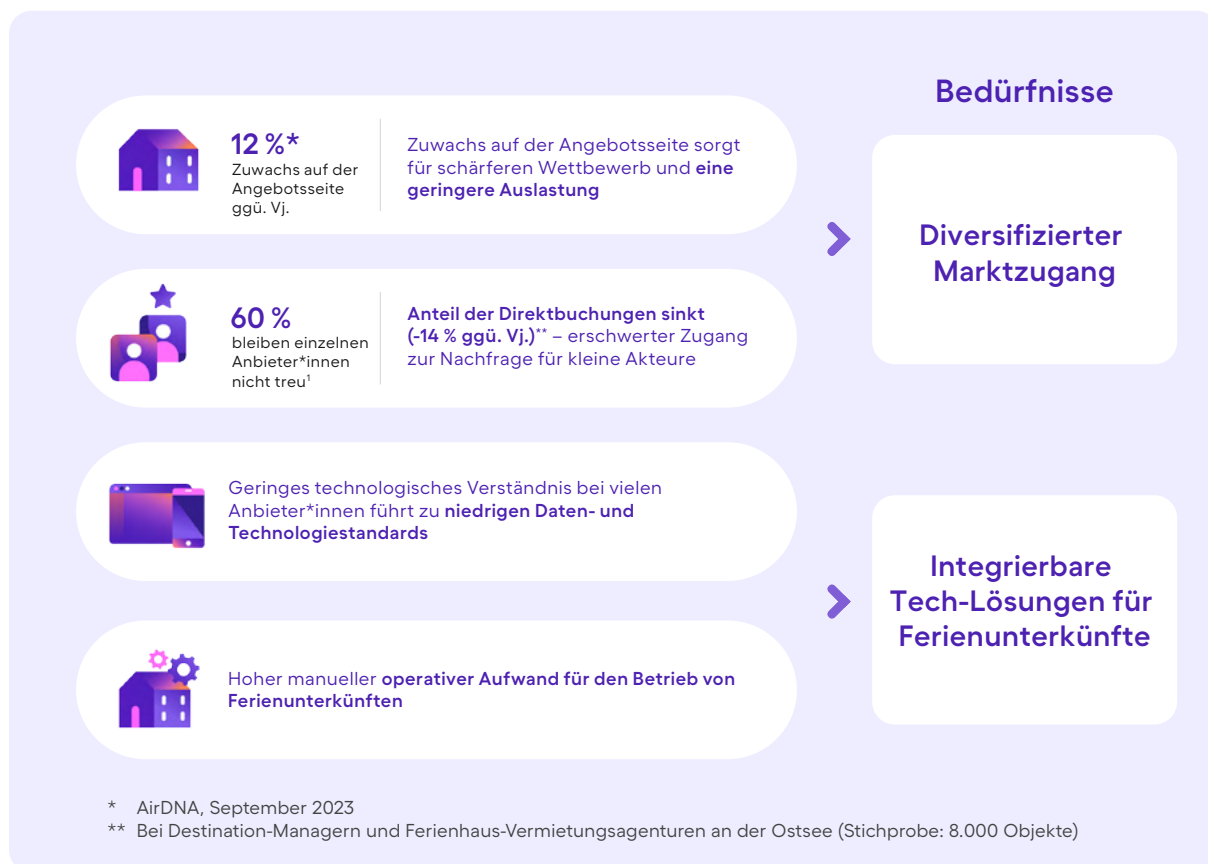 Bedürfnisse
12 %*
Zuwachs auf der
Angebotsseite
ggü. Vj.
Zuwachs auf der Angebotsseite sorgt
für schärferen Wettbewerb und eine
geringere Auslastung
Diversifizierter
Marktzugang
60 %
bleiben einzelnen
Anbieter*innen
nicht treu¹
Anteil der Direktbuchungen sinkt
(-14 % ggü. Vj.)** – erschwerter Zugang
zur Nachfrage für kleine Akteure
Geringes technologisches Verständnis bei vielen
Anbieter*innen führt zu niedrigen Daten- und
Technologiestandards
Integrierbare
Tech-Lösungen für
Ferienunterkünfte
Hoher manueller operativer Aufwand für den Betrieb von
Ferienunterkünften
* AirDNA, September 2023
** Bei Destination-Managern und Ferienhaus-Vermietungsagenturen an der Ostsee (Stichprobe: 8.000 Objekte)